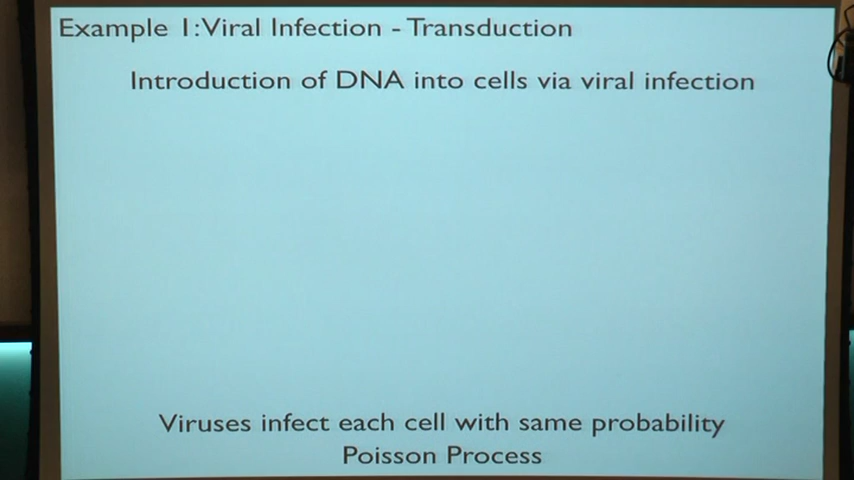 Example 1: Viral Infection - Transduction
Introduction of DNA into cells via viral infection
Viruses infect each cell with same probability
Poisson Process